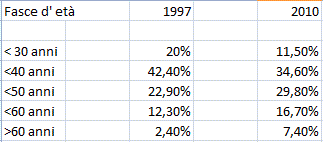 Fasce d' età 1997 2010
< 30 anni 20% 11,50%
<40 anni 42,40% 34,60%
<50 anni 22,90% 29,80%
<60 anni 12,30% 16,70%
>60 anni 2,40% 7,40%